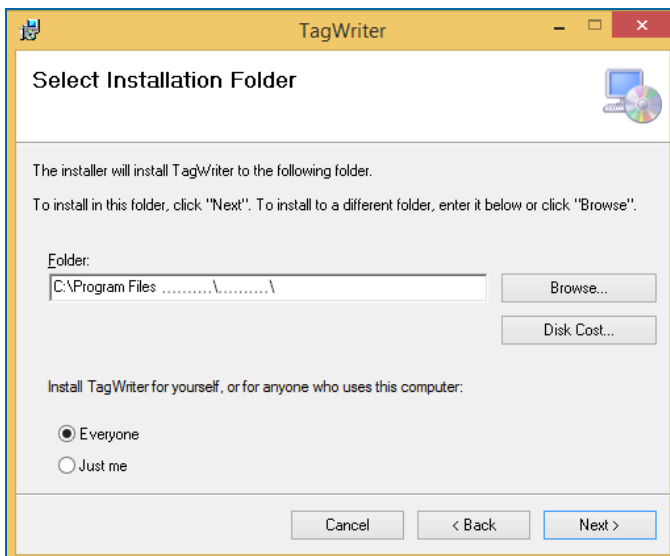 TagWriter
Select Installation Folder
The installer will install TagWriter to the following folder.
To install in this folder, click "Next". To install to a different folder, enter it below or click "Browse".
Folder:
C:\Program Files ..........\..........\
Browse...
Disk Cost...
Install TagWriter for yourself, or for anyone who uses this computer:
Everyone
Just me
Cancel
< Back
Next >